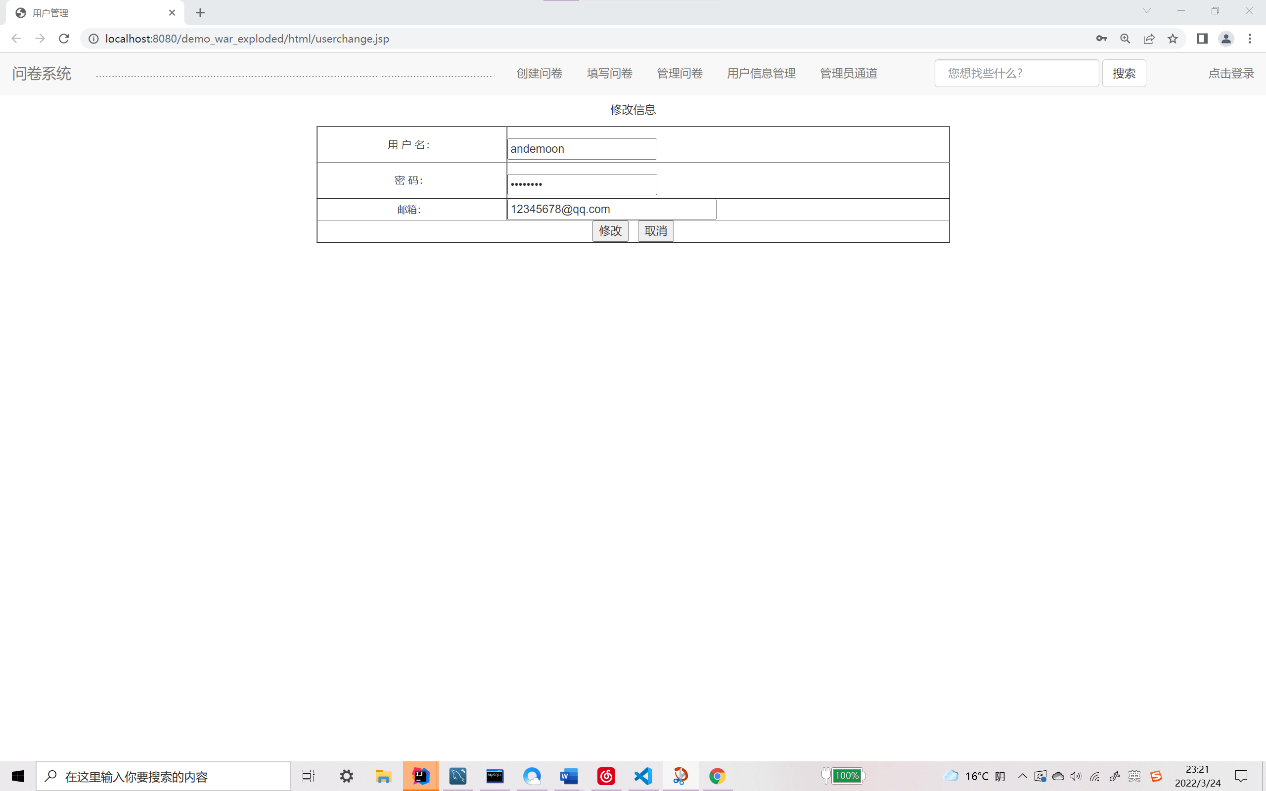 用户管理
localhost:8080/demo_war_exploded/html/userchange.jsp
问卷系统 创建问卷 填写问卷 管理问卷 用户信息管理 管理员通道 您想找些什么? 搜索 点击登录
修改信息
用 户 名: andemoon
密 码: ••••••••
邮箱: 12345678@qq.com
修改 取消
在这里输入你要搜索的内容 100% 16°C 阴 23:21
2022/3/24